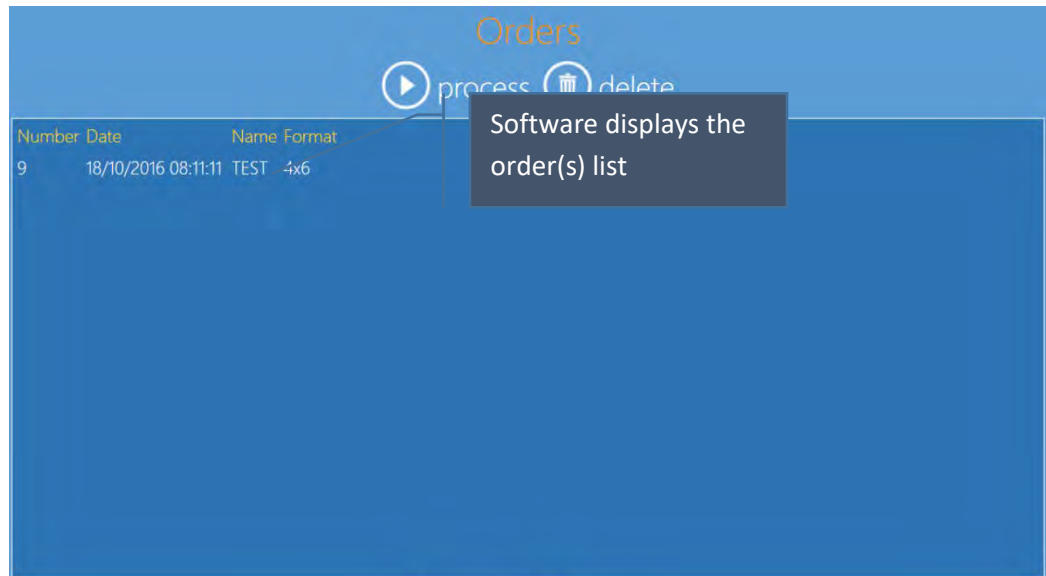 Orders
process delete
Software displays the
order(s) list
Number Date Name Format
9 18/10/2016 08:11:11 TEST 4x6